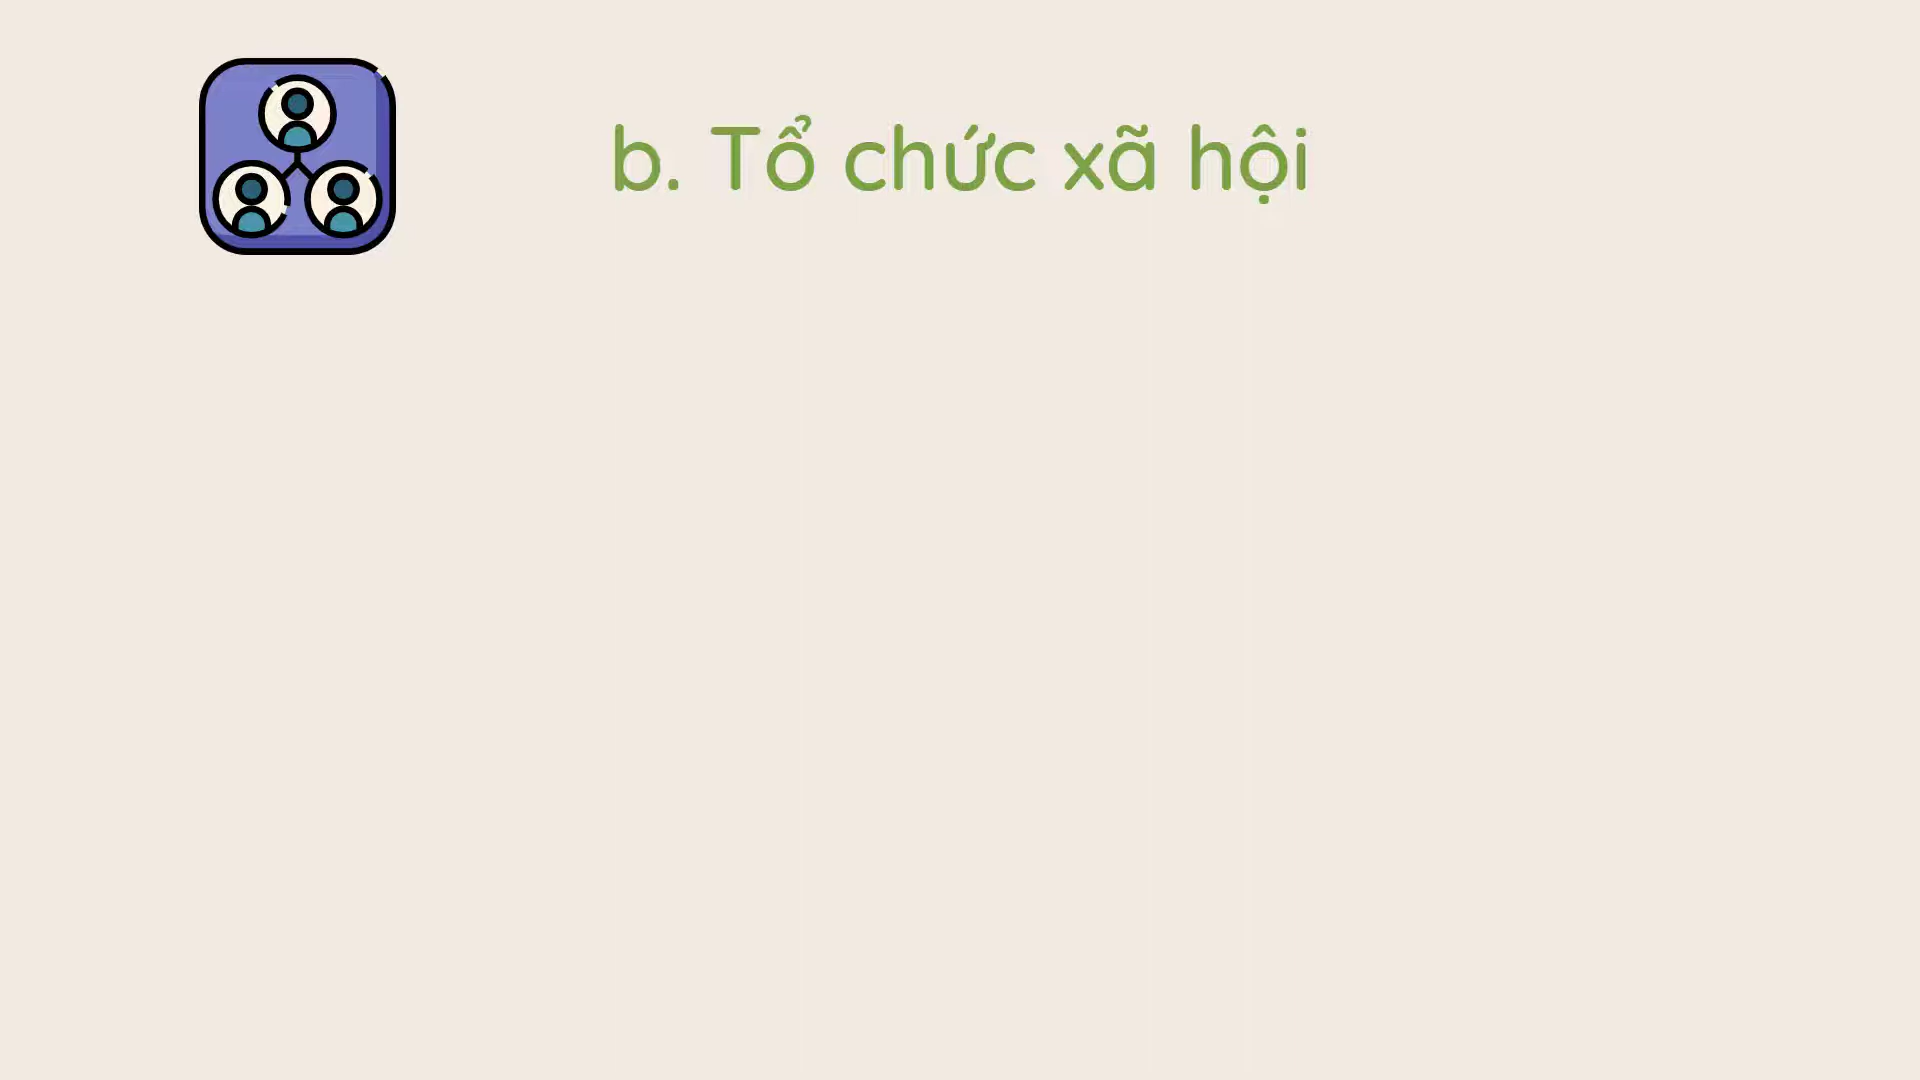 b. Tổ chức xã hội